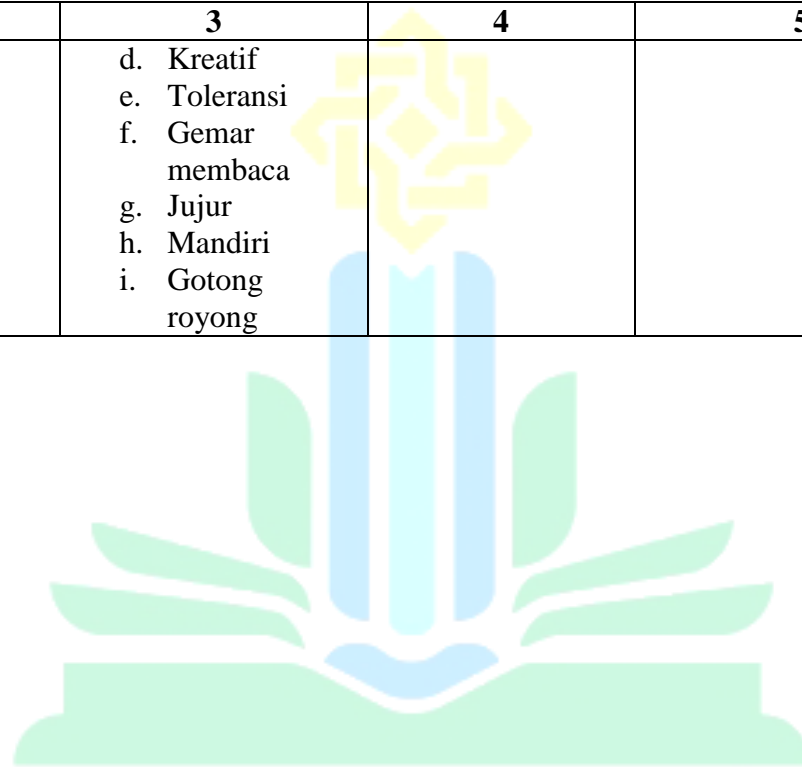 3 4 5
d. Kreatif
e. Toleransi
f. Gemar
membaca
g. Jujur
h. Mandiri
i. Gotong
royong